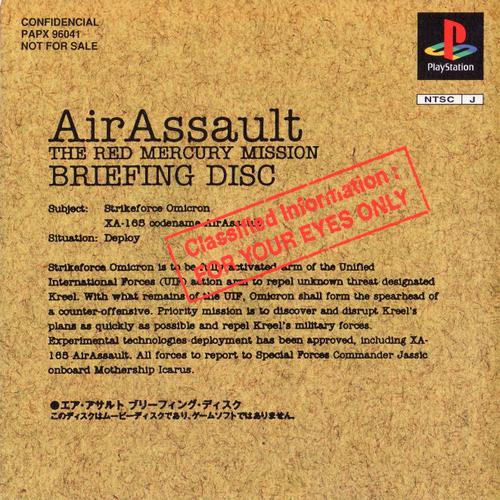 CONFIDENCIAL
PAPX 96041
NOT FOR SALE
PlayStation
NTSC J
AirAssault
THE RED MERCURY MISSION
BRIEFING DISC
Subject: Strikeforce Omicron
XA-165 codename AirAssault
Situation: Deploy
Classified Information :
FOR YOUR EYES ONLY
Strikeforce Omicron is to be fully activated arm of the Unified
International Forces (UIF) action arm to repel unknown threat designated
Kreel. With what remains of the UIF, Omicron shall form the spearhead of
a counter-offensive. Priority mission is to discover and disrupt Kreel's
plans as quickly as possible and repel Kreel's military forces.
Experimental technologies deployment has been approved, including XA-
165 AirAssault. All forces to report to Special Forces Commander Jassic
onboard Mothership Icarus.
●エア・アサルト ブリーフィング・ディスク
このディスクはムービーディスクであり、ゲームソフトではありません。